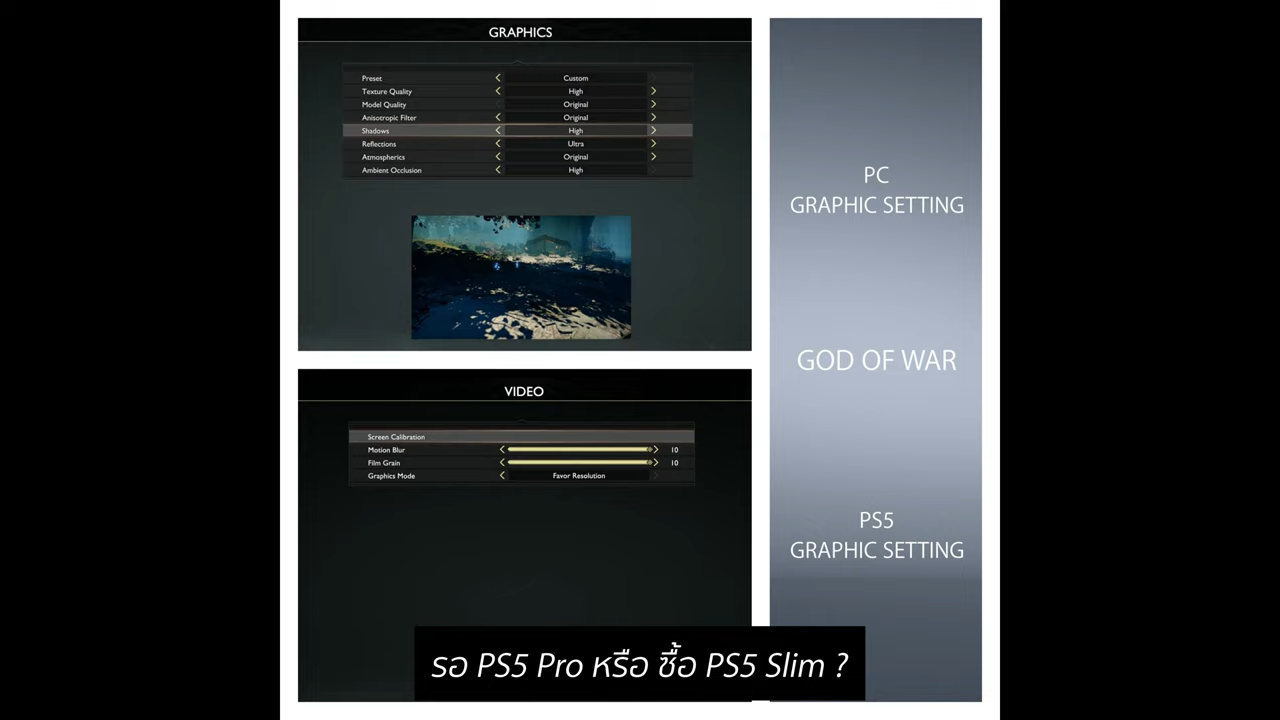 GRAPHICS
Preset Custom
Texture Quality High
Model Quality Original
Anisotropic Filter Original
Shadows High
Reflections Ultra
Atmospherics Original
Ambient Occlusion High
VIDEO
Screen Calibration
Motion Blur 10
Film Grain 10
Graphics Mode Favor Resolution
PC
GRAPHIC SETTING
GOD OF WAR
PS5
GRAPHIC SETTING
รอ PS5 Pro หรือ ซื้อ PS5 Slim ?